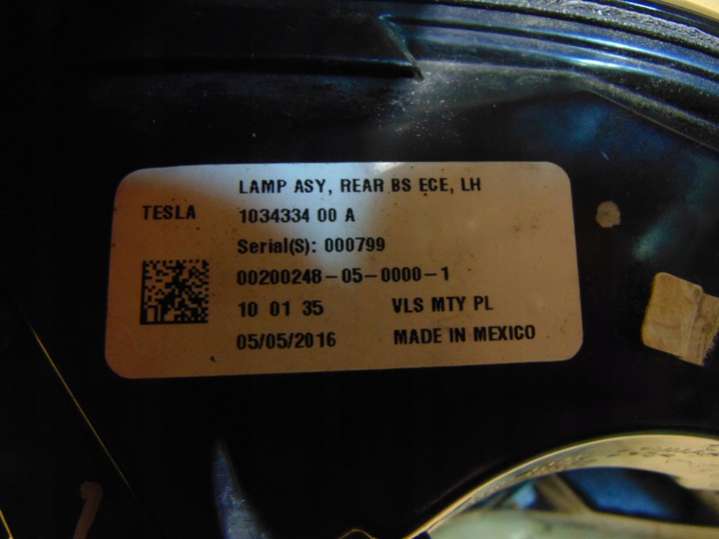 LAMP ASY, REAR BS ECE, LH
TESLA 1034334 00 A
Serial(S): 000799
00200248-05-0000-1
10 01 35 VLS MTY PL
05/05/2016 MADE IN MEXICO